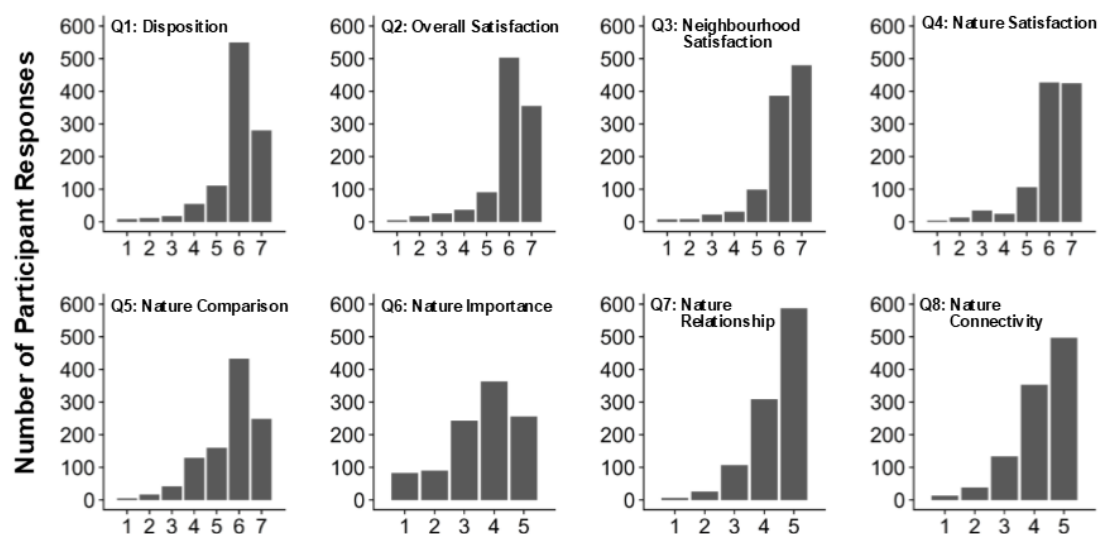 Number of Participant Responses
Q1: Disposition
600
500
400
300
200
100
0
1 2 3 4 5 6 7
Q2: Overall Satisfaction
600
500
400
300
200
100
0
1 2 3 4 5 6 7
Q3: Neighbourhood
Satisfaction
600
500
400
300
200
100
0
1 2 3 4 5 6 7
Q4: Nature Satisfaction
600
500
400
300
200
100
0
1 2 3 4 5 6 7
Q5: Nature Comparison
600
500
400
300
200
100
0
1 2 3 4 5 6 7
Q6: Nature Importance
600
500
400
300
200
100
0
1 2 3 4 5
Q7: Nature
Relationship
600
500
400
300
200
100
0
1 2 3 4 5
Q8: Nature
Connectivity
600
500
400
300
200
100
0
1 2 3 4 5